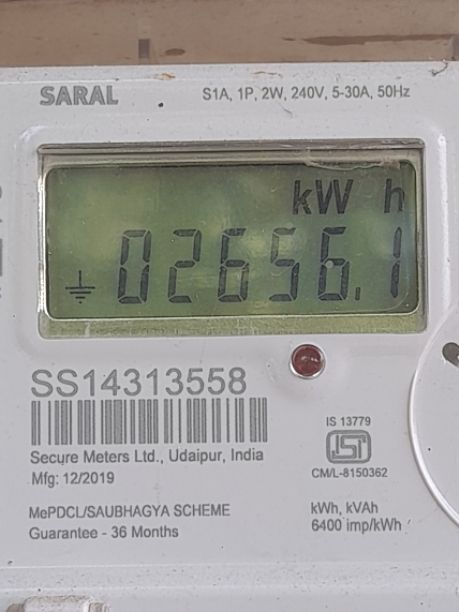 SARAL
S1A, 1P, 2W, 240V, 5-30A, 50Hz
kW h
02656.1
SS14313558
Secure Meters Ltd., Udaipur, India
Mfg: 12/2019
MePDCL/SAUBHAGYA SCHEME
Guarantee - 36 Months
IS 13779
ISI
CM/L-8150362
kWh, kVAh
6400 imp/kWh